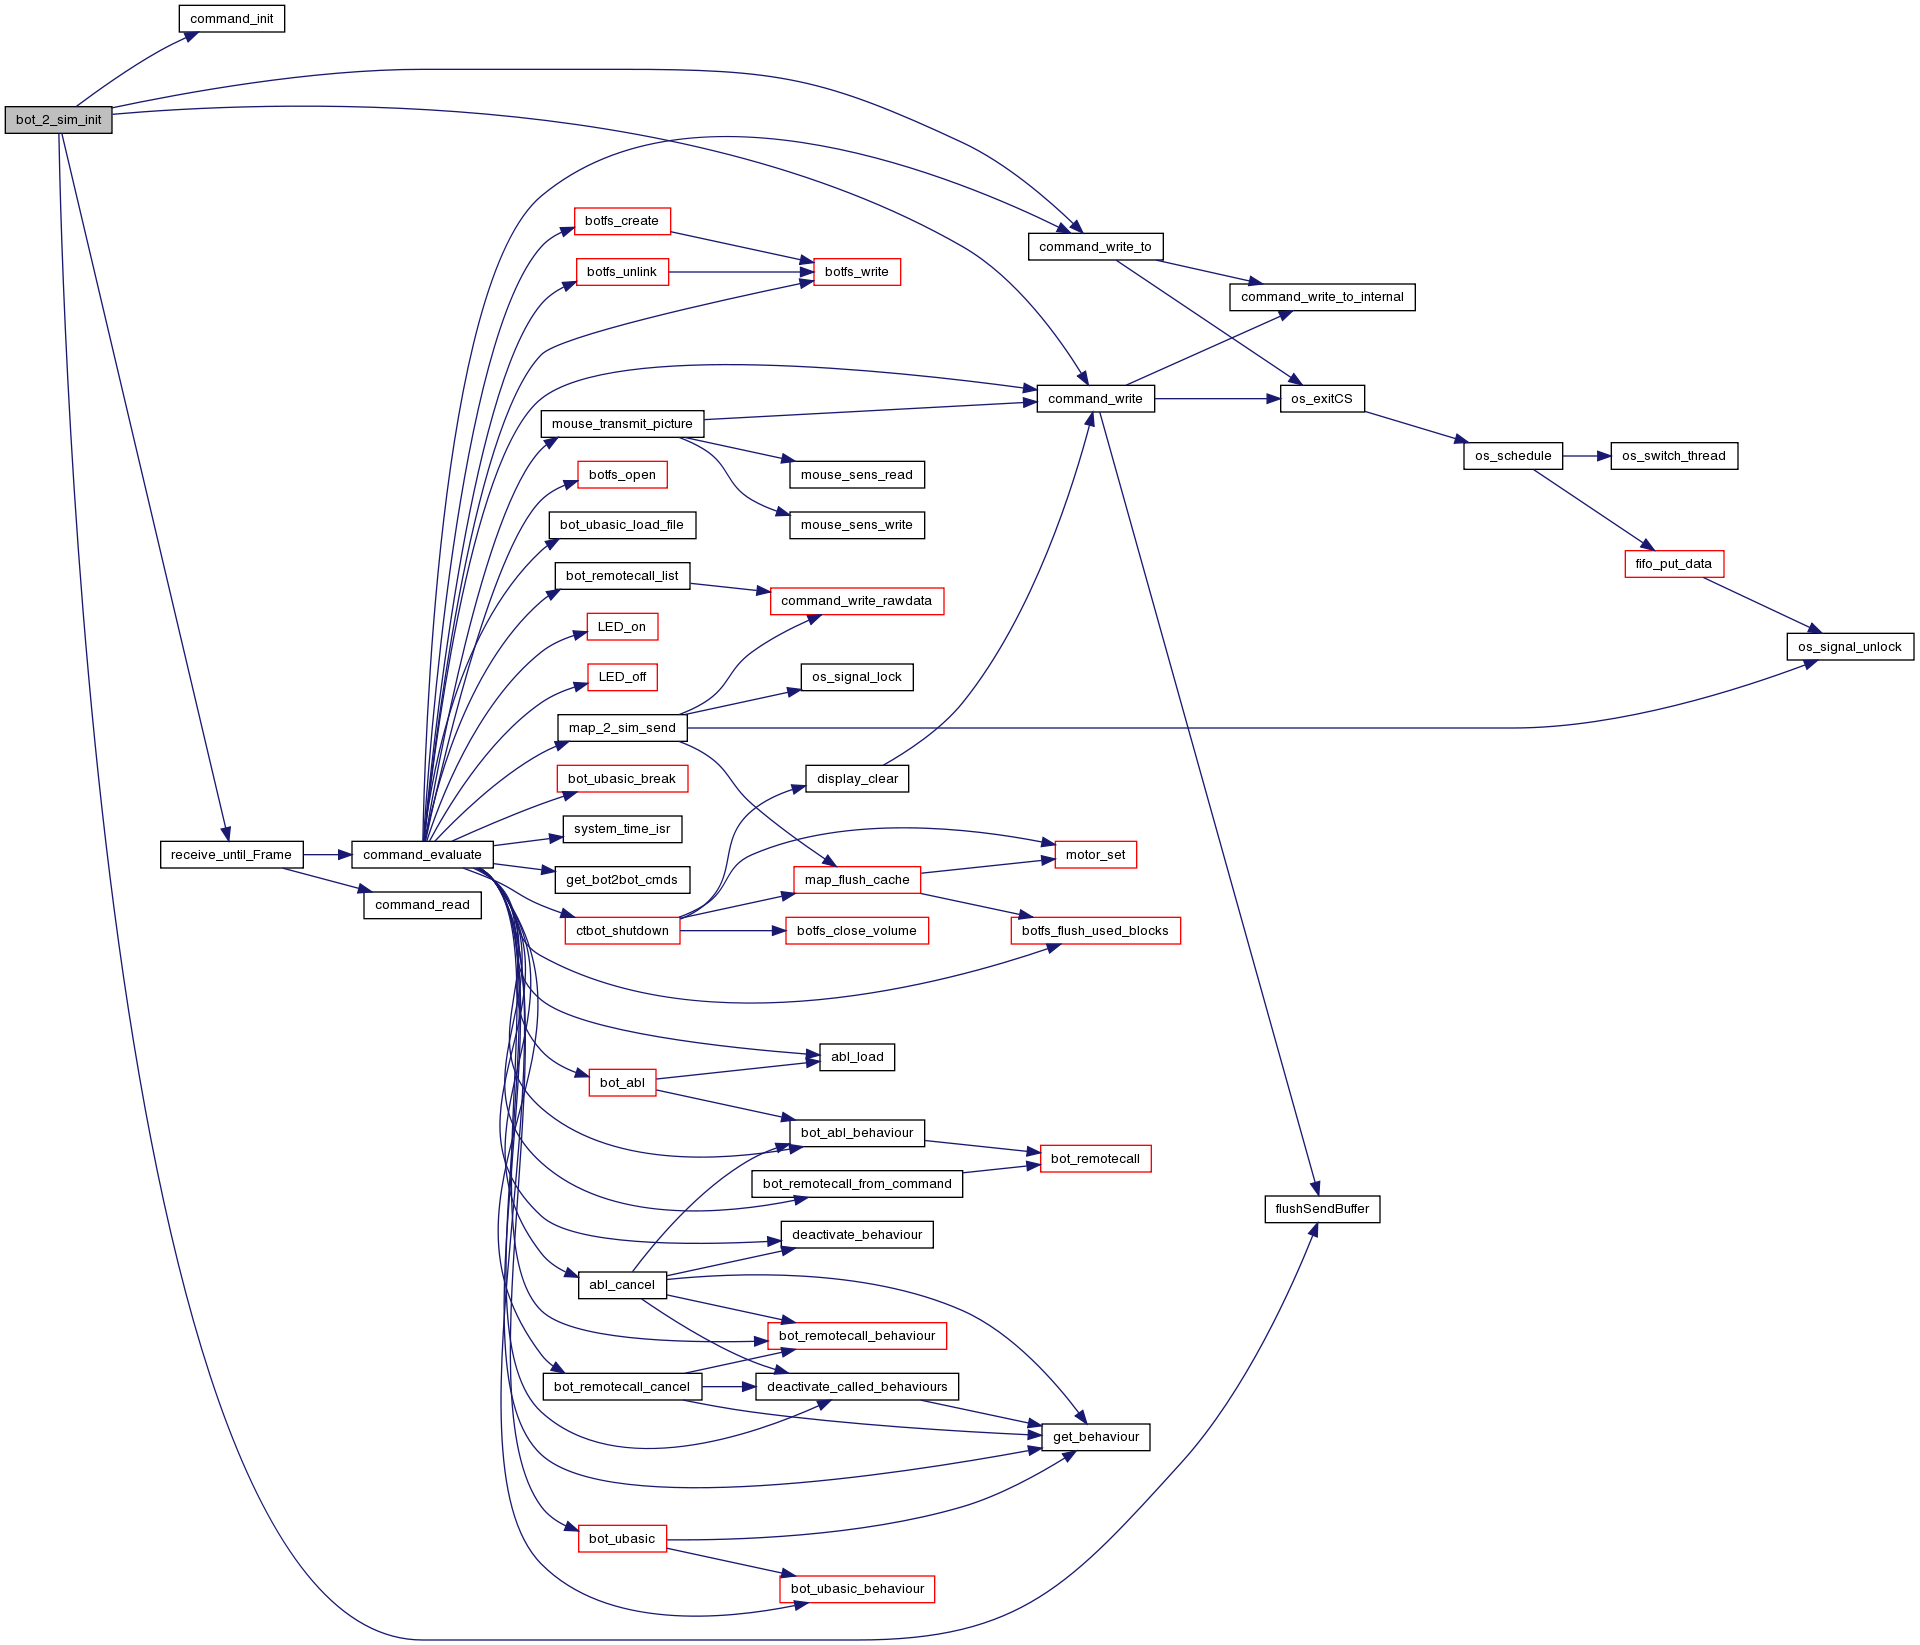 command_init
bot_2_sim_init
botfs_create
command_write_to
botfs_unlink
botfs_write
command_write_to_internal
command_write
os_exitCS
mouse_transmit_picture
os_schedule
os_switch_thread
botfs_open
mouse_sens_read
bot_ubasic_load_file
mouse_sens_write
fifo_put_data
bot_remotecall_list
command_write_rawdata
LED_on
os_signal_unlock
LED_off
os_signal_lock
map_2_sim_send
bot_ubasic_break
display_clear
system_time_isr
receive_until_Frame
command_evaluate
motor_set
get_bot2bot_cmds
map_flush_cache
command_read
ctbot_shutdown
botfs_close_volume
botfs_flush_used_blocks
abl_load
bot_abl
bot_abl_behaviour
bot_remotecall
bot_remotecall_from_command
flushSendBuffer
deactivate_behaviour
abl_cancel
bot_remotecall_behaviour
bot_remotecall_cancel
deactivate_called_behaviours
get_behaviour
bot_ubasic
bot_ubasic_behaviour